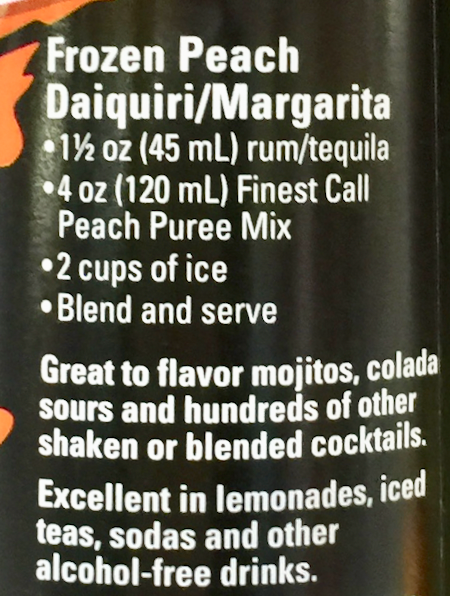 Frozen Peach
Daiquiri/Margarita
•1½ oz (45 mL) rum/tequila
•4 oz (120 mL) Finest Call
Peach Puree Mix
•2 cups of ice
•Blend and serve
Great to flavor mojitos, colada
sours and hundreds of other
shaken or blended cocktails.
Excellent in lemonades, iced
teas, sodas and other
alcohol-free drinks.